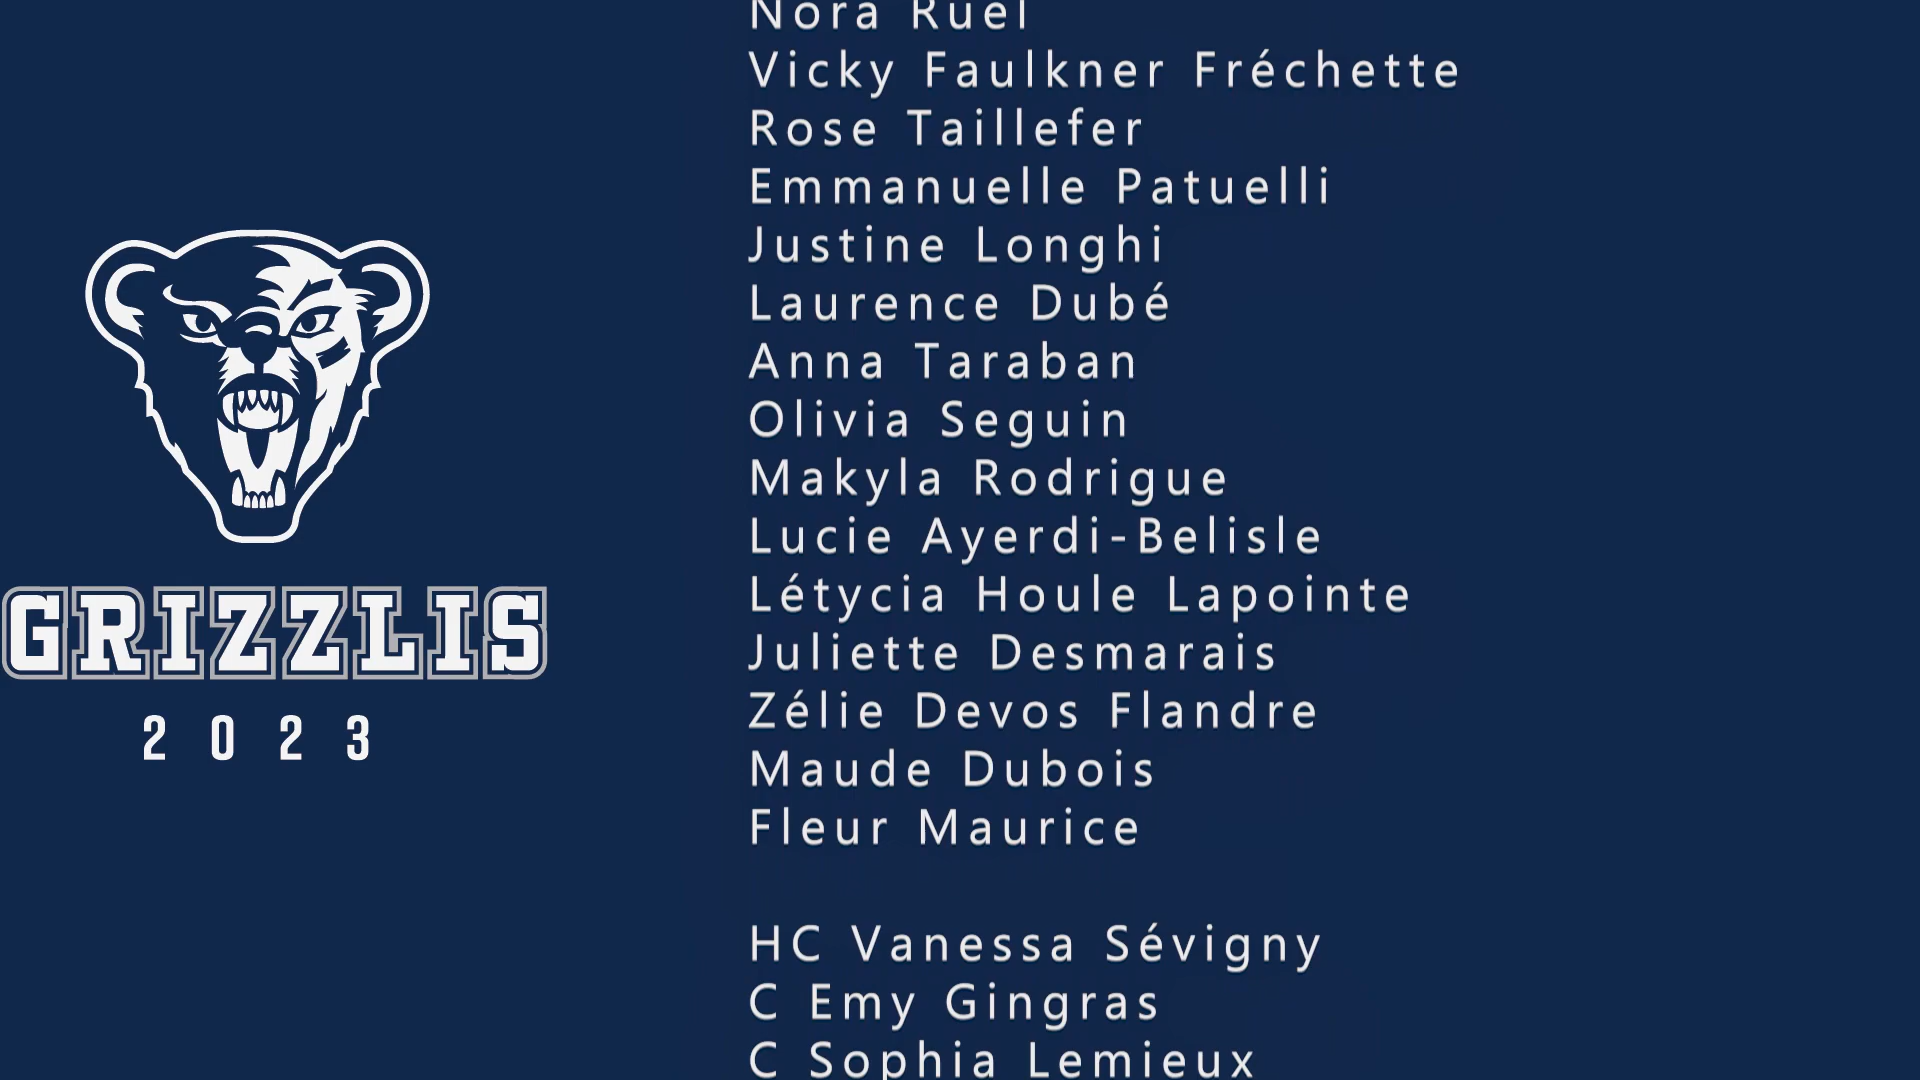 Nora Ruel
Vicky Faulkner Fréchette
Rose Taillefer
Emmanuelle Patuelli
Justine Longhi
Laurence Dubé
Anna Taraban
Olivia Seguin
Makyla Rodrigue
Lucie Ayerdi-Belisle
Létycia Houle Lapointe
Juliette Desmarais
Zélie Devos Flandre
Maude Dubois
Fleur Maurice
HC Vanessa Sévigny
C Emy Gingras
C Sophia Lemieux
GRIZZLIS
2023